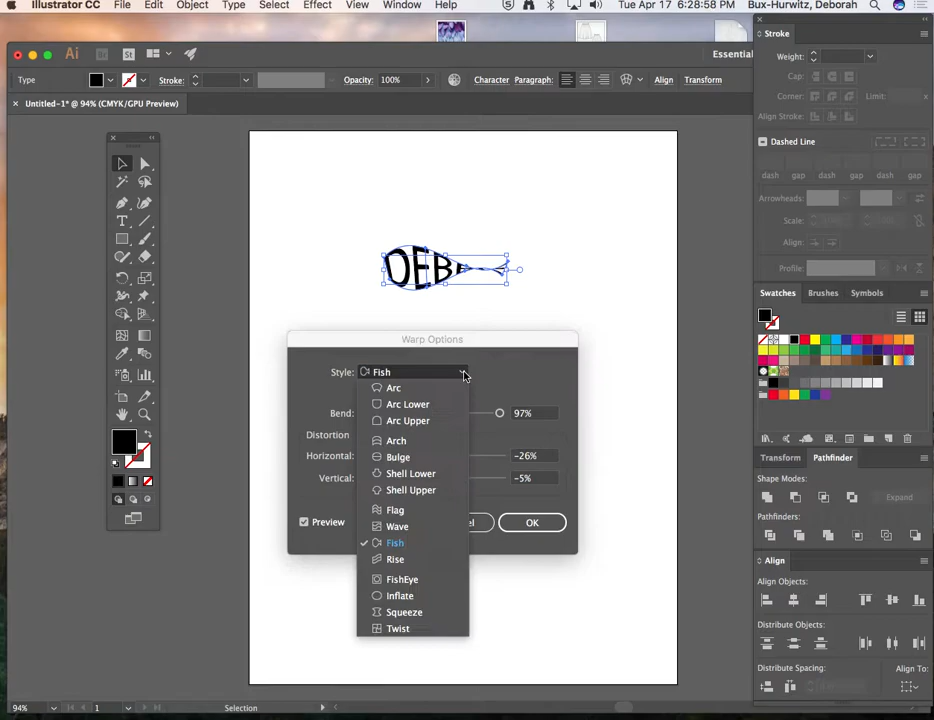 Illustrator CC File Edit Object Type Select Effect View Window Help Tue Apr 17 6:28:58 PM Bux-Hurwitz, Deborah
Ai Br St Essential
Type Stroke: Opacity: 100% Character Paragraph: Align Transform
× Untitled-1* @ 94% (CMYK/GPU Preview)
Stroke
Weight:
Cap:
Corner: Limit:
Align Stroke:
Dashed Line
dash gap dash gap dash gap
Arrowheads:
Scale:
Align:
Profile:
Swatches Brushes Symbols
Transform Pathfinder
Shape Modes:
Expand
Pathfinders:
Align
Align Objects:
Distribute Objects:
Distribute Spacing: Align To:
Warp Options
Style: Fish
Arc
Arc Lower
Arc Upper
Arch
Bulge
Shell Lower
Shell Upper
Flag
Wave
Fish
Rise
FishEye
Inflate
Squeeze
Twist
Bend: 97%
Distortion
Horizontal: -26%
Vertical: -5%
Preview el OK
94% 1 Selection